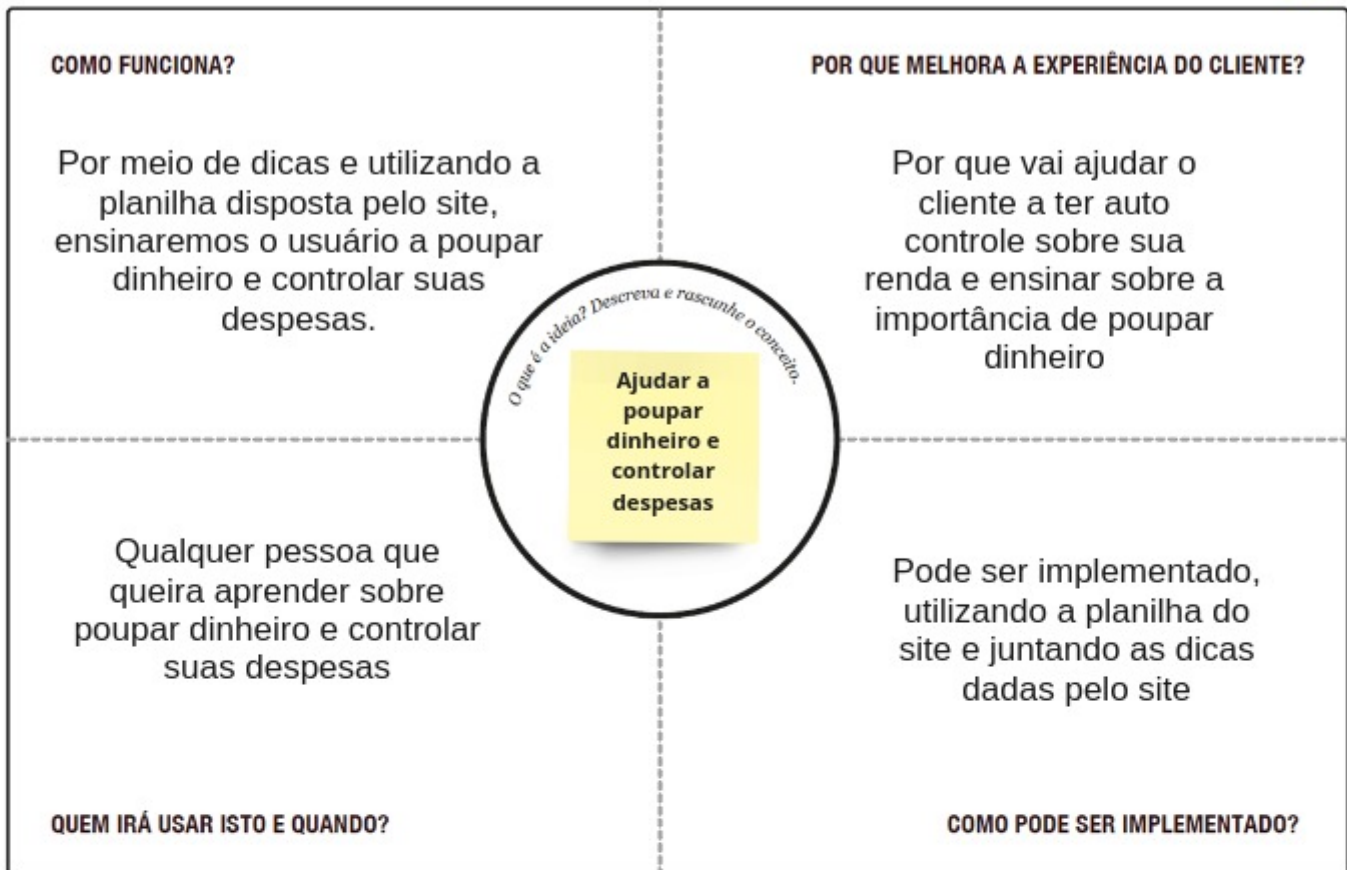 COMO FUNCIONA?
Por meio de dicas e utilizando a
planilha disposta pelo site,
ensinaremos o usuário a poupar
dinheiro e controlar suas
despesas.
POR QUE MELHORA A EXPERIÊNCIA DO CLIENTE?
Por que vai ajudar o
cliente a ter auto
controle sobre sua
renda e ensinar sobre a
importância de poupar
dinheiro
O que é a ideia? Descreva e rascunhe o conceito.
Ajudar a
poupar
dinheiro e
controlar
despesas
Qualquer pessoa que
queira aprender sobre
poupar dinheiro e controlar
suas despesas
QUEM IRÁ USAR ISTO E QUANDO?
Pode ser implementado,
utilizando a planilha do
site e juntando as dicas
dadas pelo site
COMO PODE SER IMPLEMENTADO?